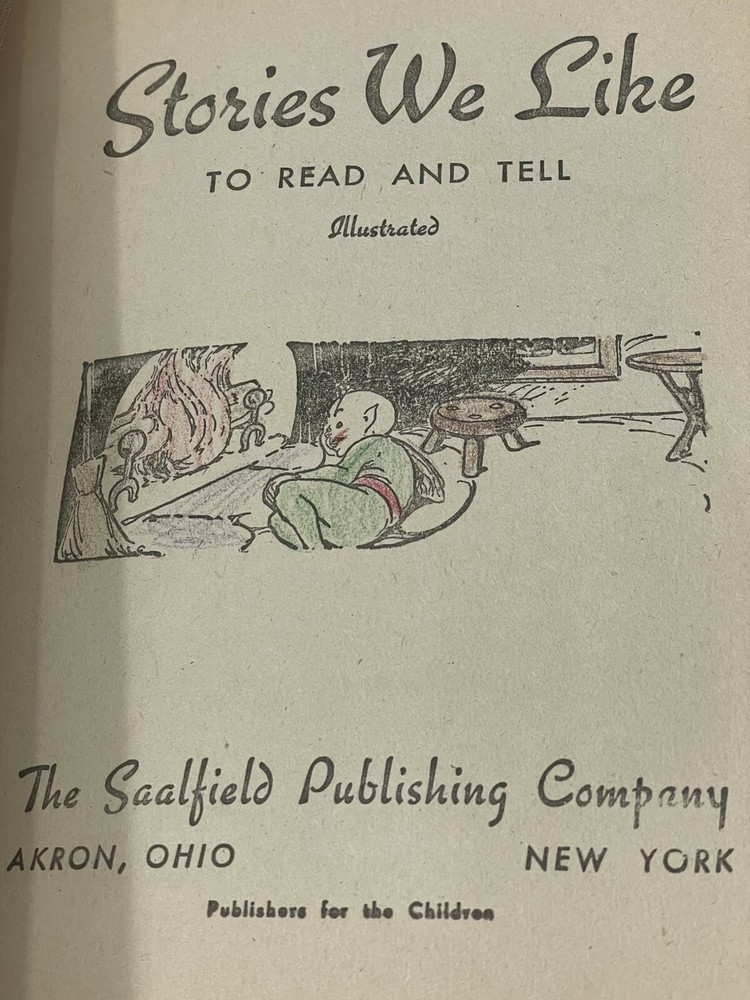 Stories We Like
TO READ AND TELL
Illustrated
The Saalfield Publishing Company
AKRON, OHIO NEW YORK
Publishers for the Children